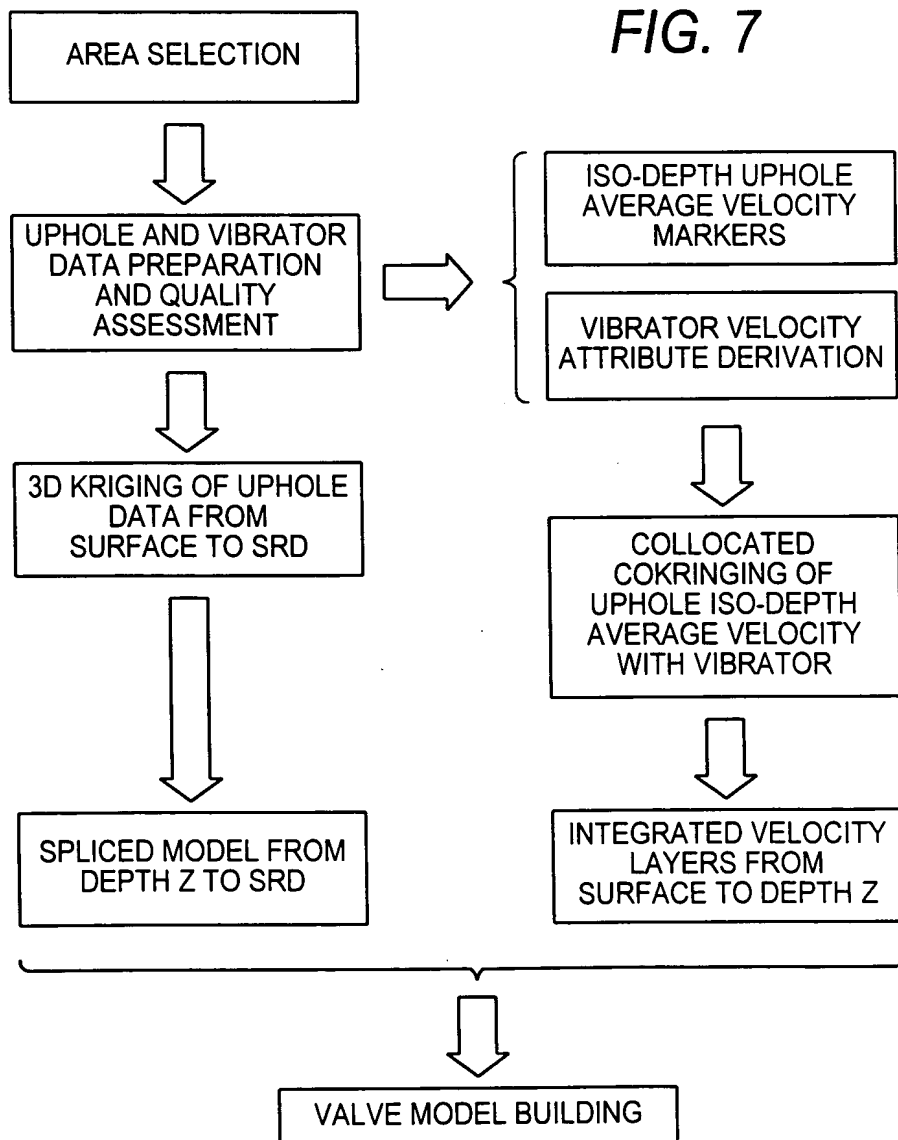 FIG. 7
AREA SELECTION
UPHOLE AND VIBRATOR
DATA PREPARATION
AND QUALITY
ASSESSMENT
ISO-DEPTH UPHOLE
AVERAGE VELOCITY
MARKERS
VIBRATOR VELOCITY
ATTRIBUTE DERIVATION
3D KRIGING OF UPHOLE
DATA FROM
SURFACE TO SRD
COLLOCATED
COKRINGING OF
UPHOLE ISO-DEPTH
AVERAGE VELOCITY
WITH VIBRATOR
SPLICED MODEL FROM
DEPTH Z TO SRD
INTEGRATED VELOCITY
LAYERS FROM
SURFACE TO DEPTH Z
VALVE MODEL BUILDING